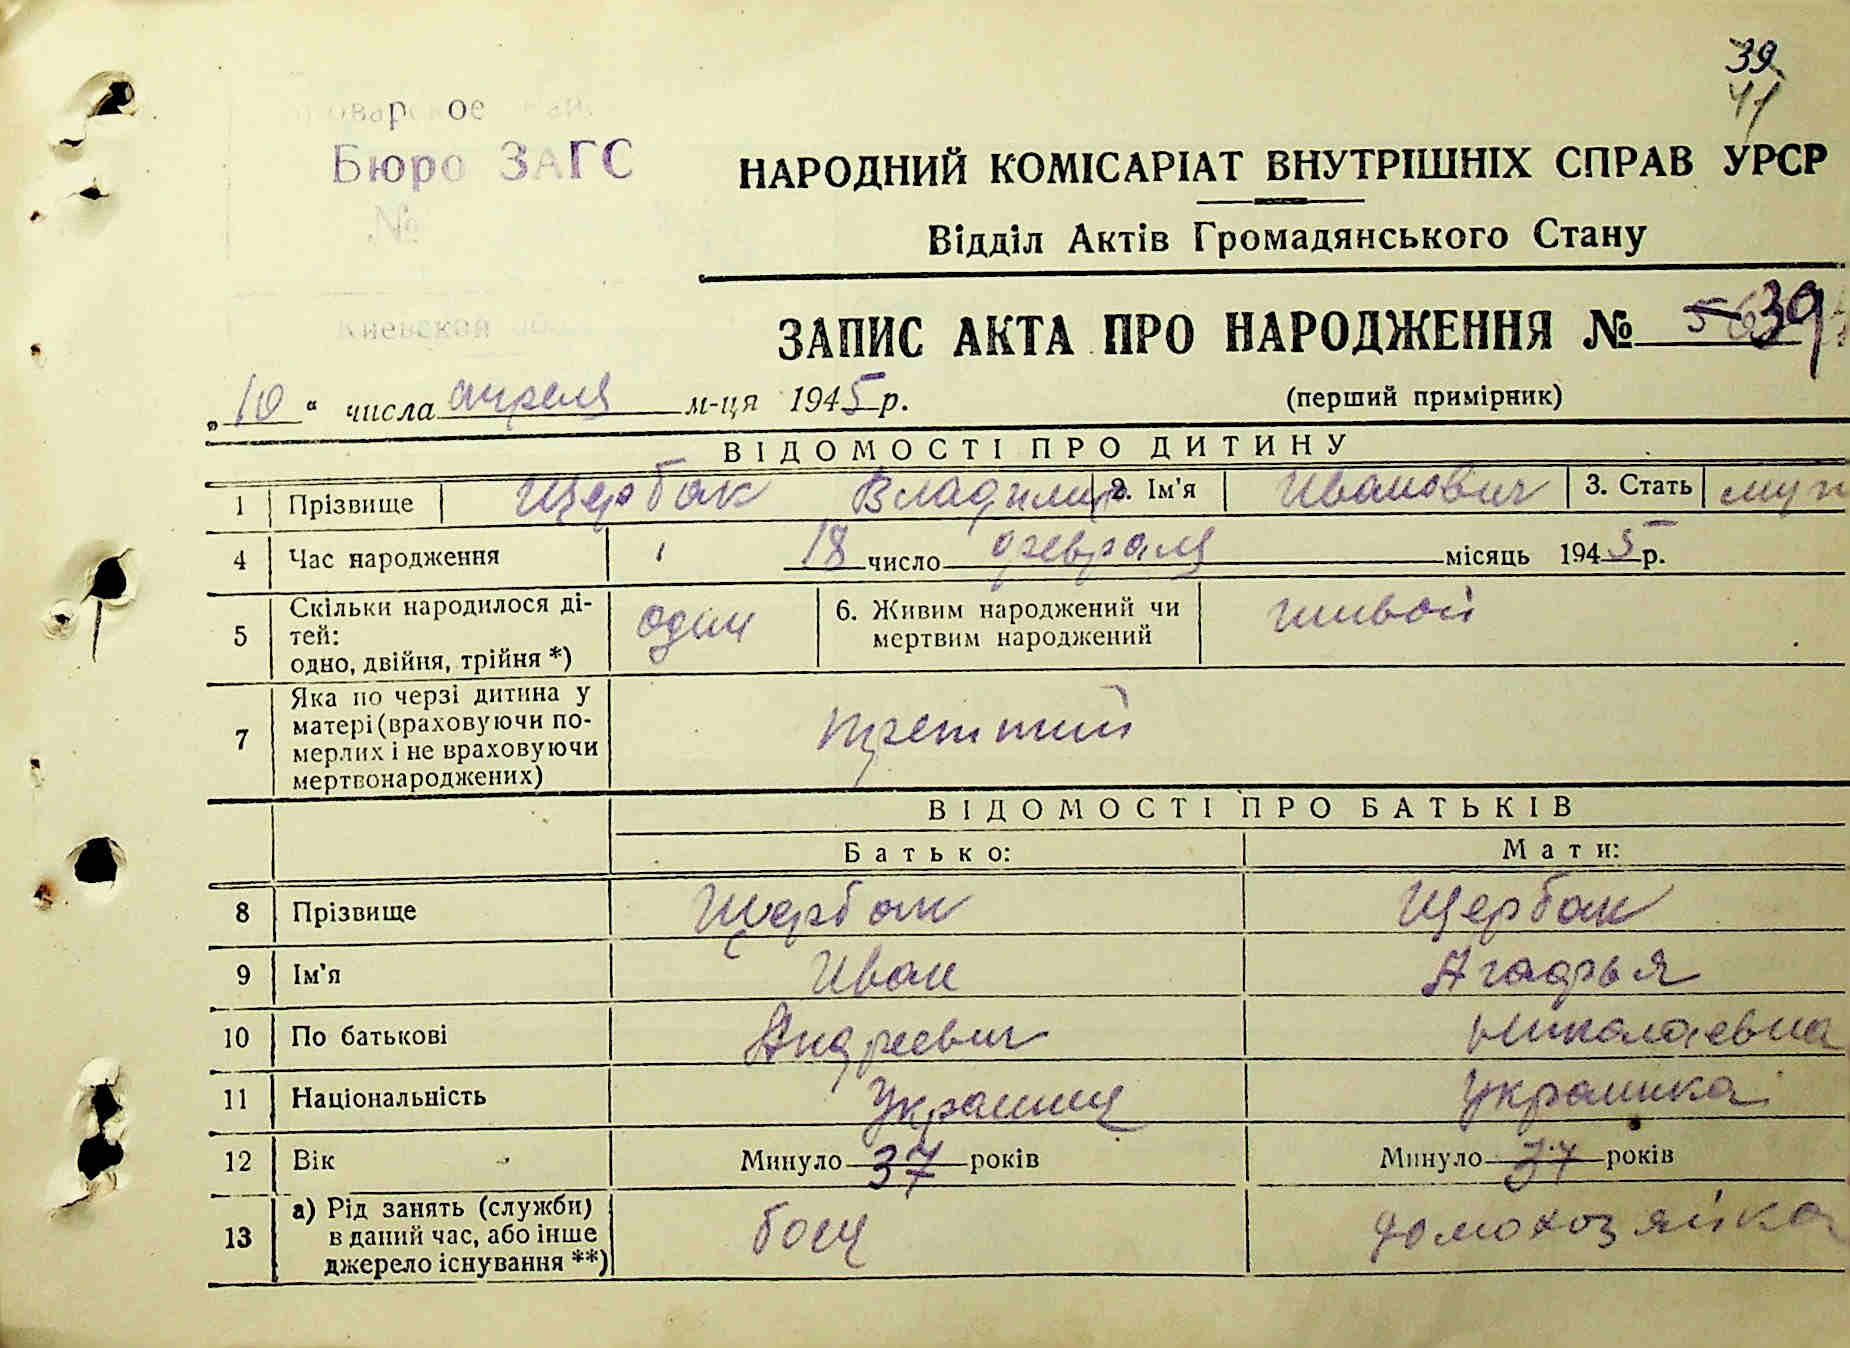 39
41
Бюро ЗАГС
№
Киевской
НАРОДНИЙ КОМІСАРІАТ ВНУТРІШНІХ СПРАВ УРСР
Відділ Актів Громадянського Стану
ЗАПИС АКТА ПРО НАРОДЖЕННЯ № 39
„10“ числа апреля м-ця 1945 р.
(перший примірник)
ВІДОМОСТІ ПРО ДИТИНУ
1 Прізвище Щербак Владимир 2. Ім'я Иванович 3. Стать муж
4 Час народження 18 число февраля місяць 1945 р.
5 Скільки народилося ді-
тей:
одно, двійня, трійня *) один 6. Живим народжений чи
мертвим народжений живой
7 Яка по черзі дитина у
матері (враховуючи по-
мерлих і не враховуючи
мертвонароджених) третий
ВІДОМОСТІ ПРО БАТЬКІВ
Батько: Мати:
8 Прізвище Щербак Щербак
9 Ім'я Иван Агафья
10 По батькові Андреевич Николаевна
11 Національність Украинец Украинка
12 Вік Минуло 37 років Минуло 37 років
13 а) Рід занять (служби)
в даний час, або інше
джерело існування **) боец домохозяйка